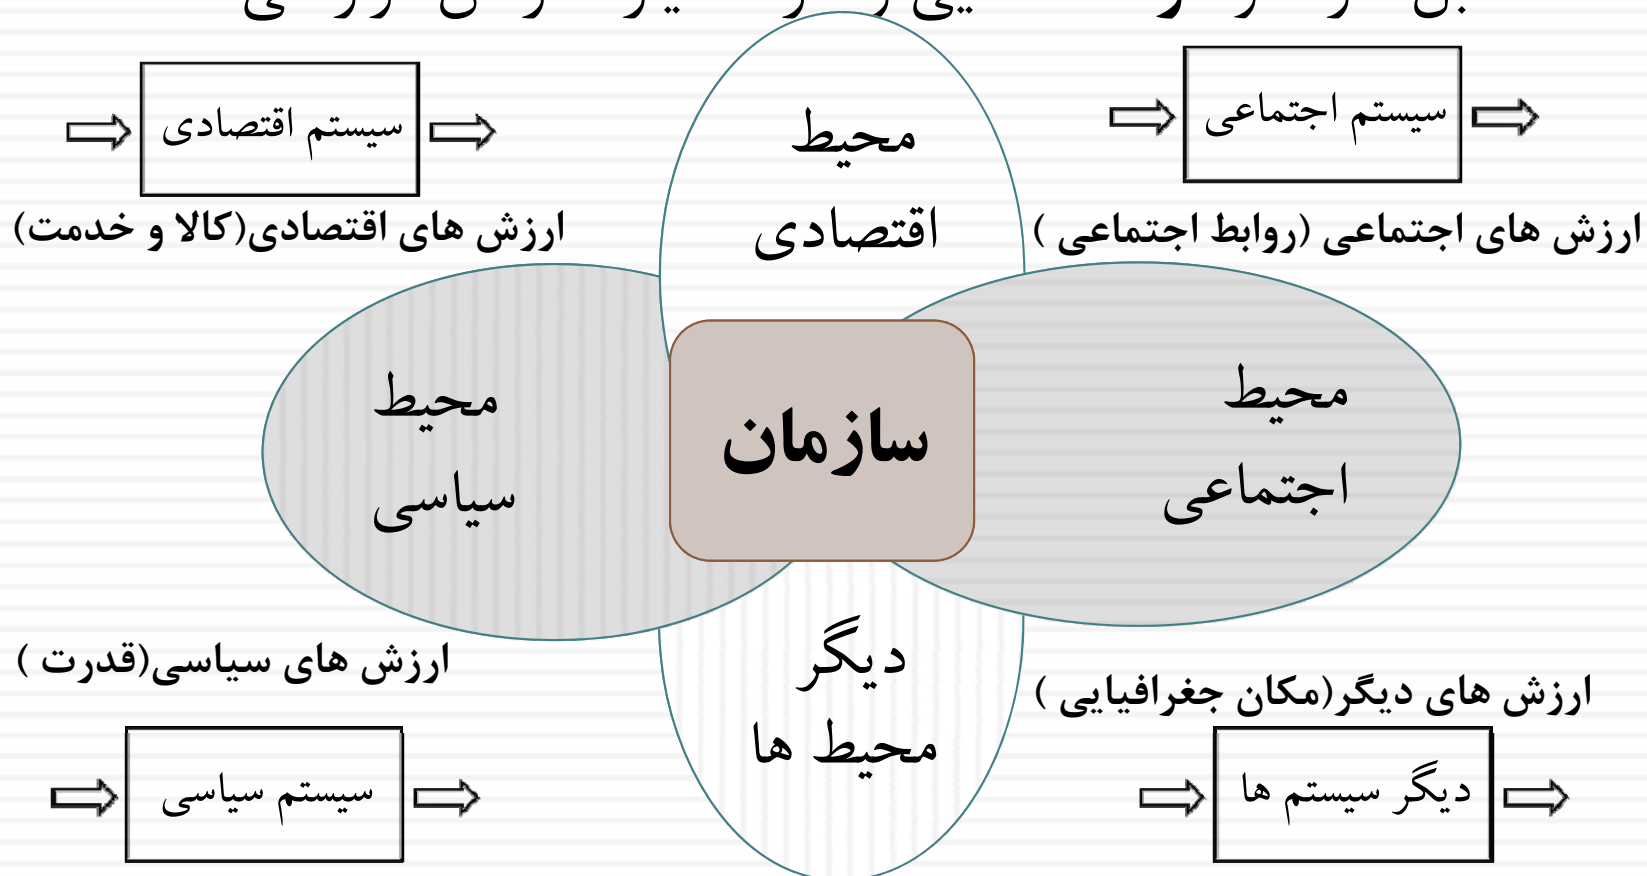 سیستم اجتماعی
سیستم اقتصادی
محیط
اقتصادی
ارزش های اجتماعی (روابط اجتماعی )
ارزش های اقتصادی(کالا و خدمت)
محیط
اجتماعی
سازمان
محیط
سیاسی
دیگر
محیط ها
ارزش های دیگر(مکان جغرافیایی )
ارزش های سیاسی(قدرت )
دیگر سیستم ها
سیستم سیاسی